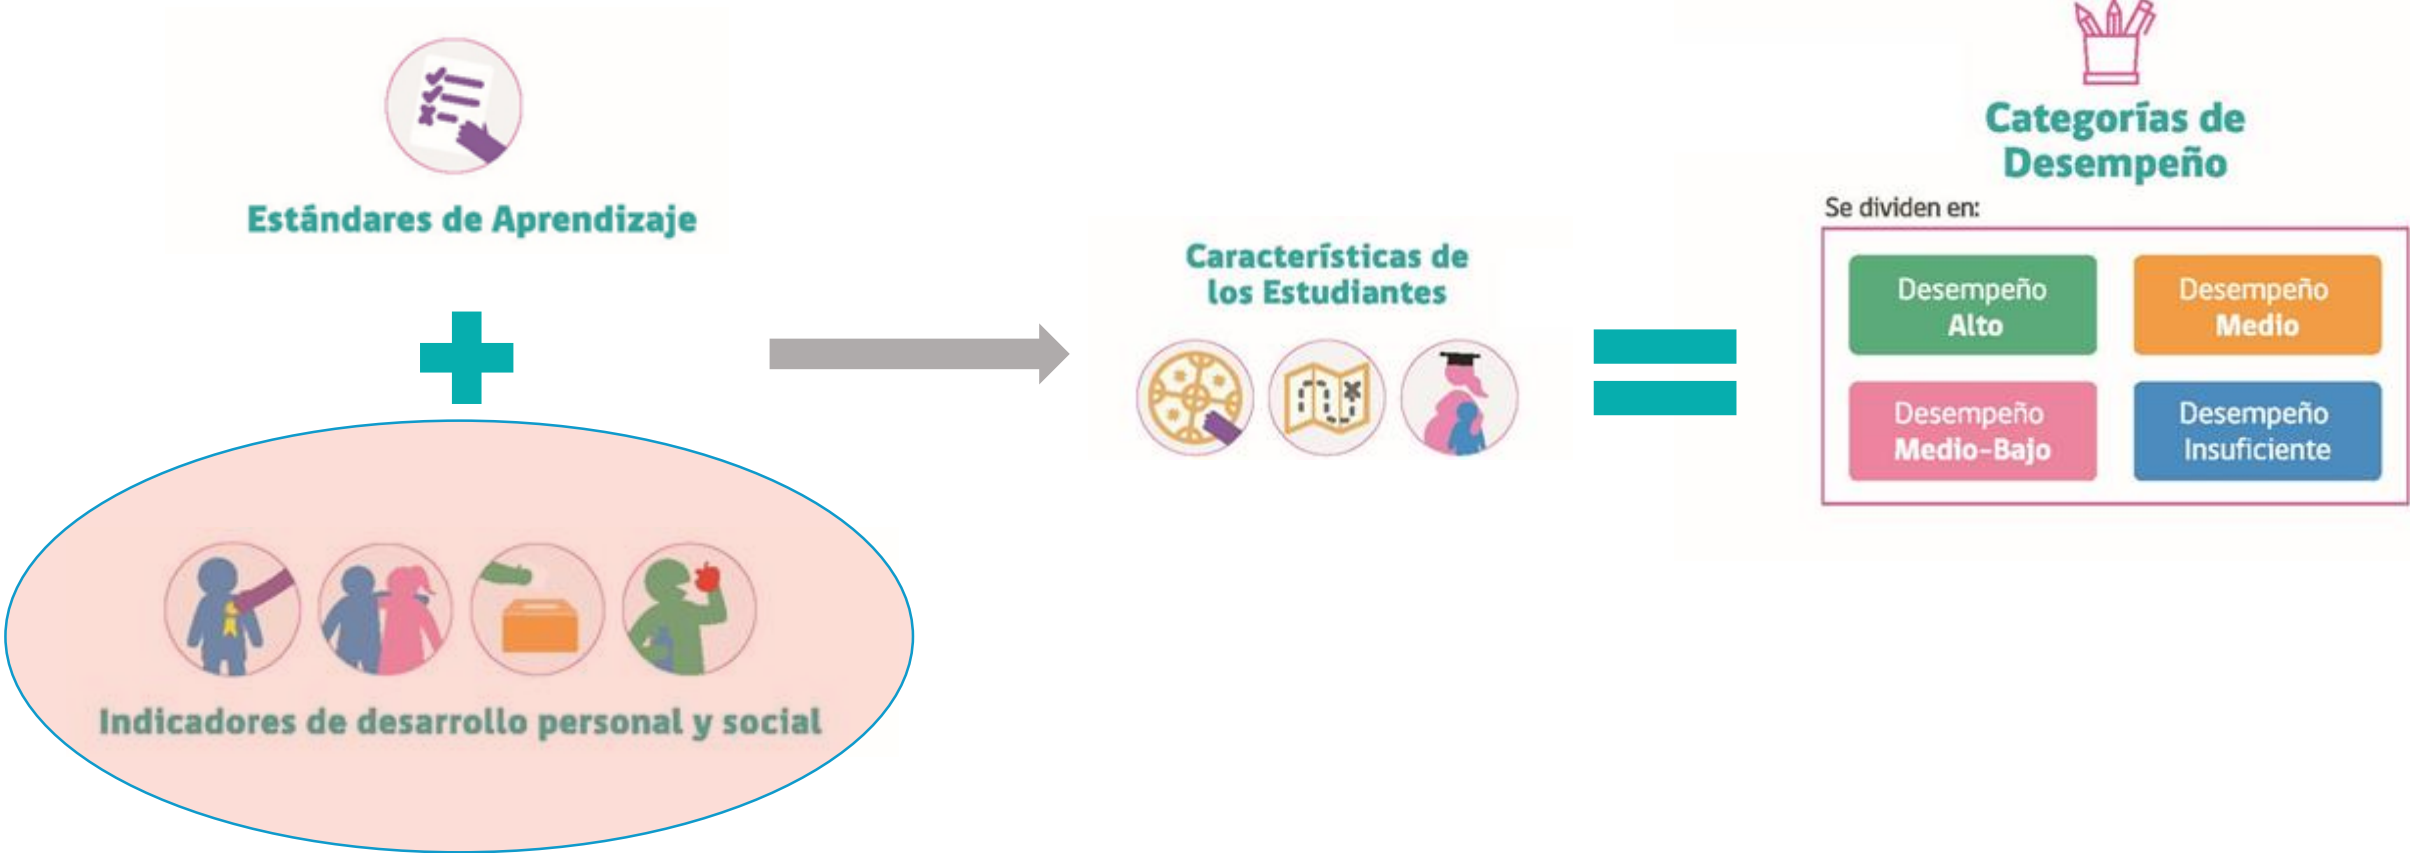 Estándares de Aprendizaje
Indicadores de desarrollo personal y social
Características de
los Estudiantes
Categorías de
Desempeño
Se dividen en:
Desempeño
Alto
Desempeño
Medio
Desempeño
Medio-Bajo
Desempeño
Insuficiente